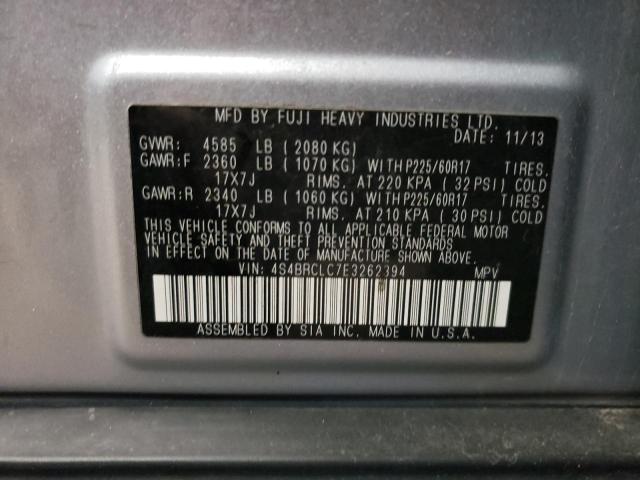 MFD BY FUJI HEAVY INDUSTRIES LTD.
DATE: 11/13
GVWR: 4585 LB ( 2080 KG)
GAWR:F 2360 LB ( 1070 KG) WITH P225/60R17 TIRES.
17X7J RIMS. AT 220 KPA ( 32 PSI) COLD
GAWR:R 2340 LB ( 1060 KG) WITH P225/60R17 TIRES.
17X7J RIMS. AT 210 KPA ( 30 PSI) COLD
THIS VEHICLE CONFORMS TO ALL APPLICABLE FEDERAL MOTOR
VEHICLE SAFETY AND THEFT PREVENTION STANDARDS
IN EFFECT ON THE DATE OF MANUFACTURE SHOWN ABOVE.
VIN: 4S4BRCLC7E3262394 MPV
ASSEMBLED BY SIA INC. MADE IN U.S.A.